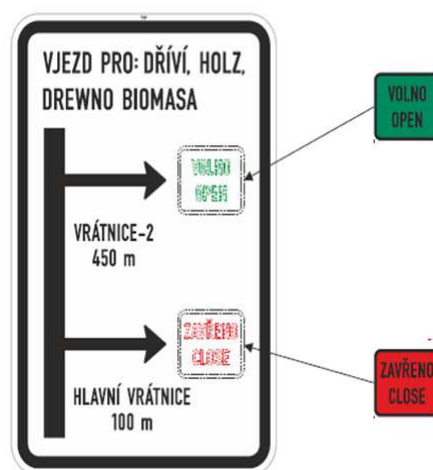 VJEZD PRO: DŘÍVÍ, HOLZ,
DREWNO BIOMASA
VOLNO
OPEN
VRÁTNICE-2
450 m
ZAVŘENO
CLOSE
HLAVNÍ VRÁTNICE
100 m
VOLNO
OPEN
ZAVŘENO
CLOSE